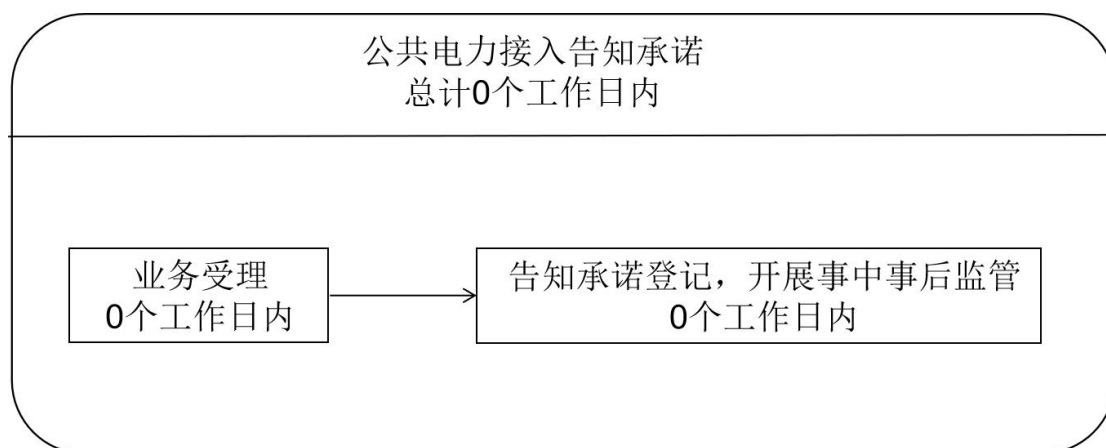 公共电力接入告知承诺
总计0个工作日内
业务受理
0个工作日内
告知承诺登记，开展事中事后监管
0个工作日内